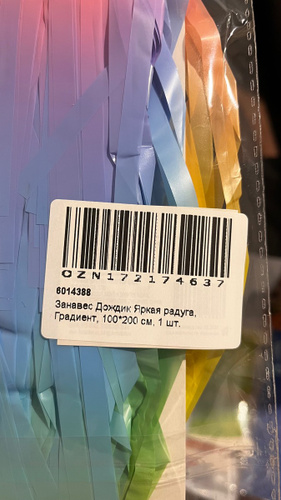 OZN172174637
6014388
Занавес Дождик Яркая радуга,
Градиент, 100*200 см, 1 шт.